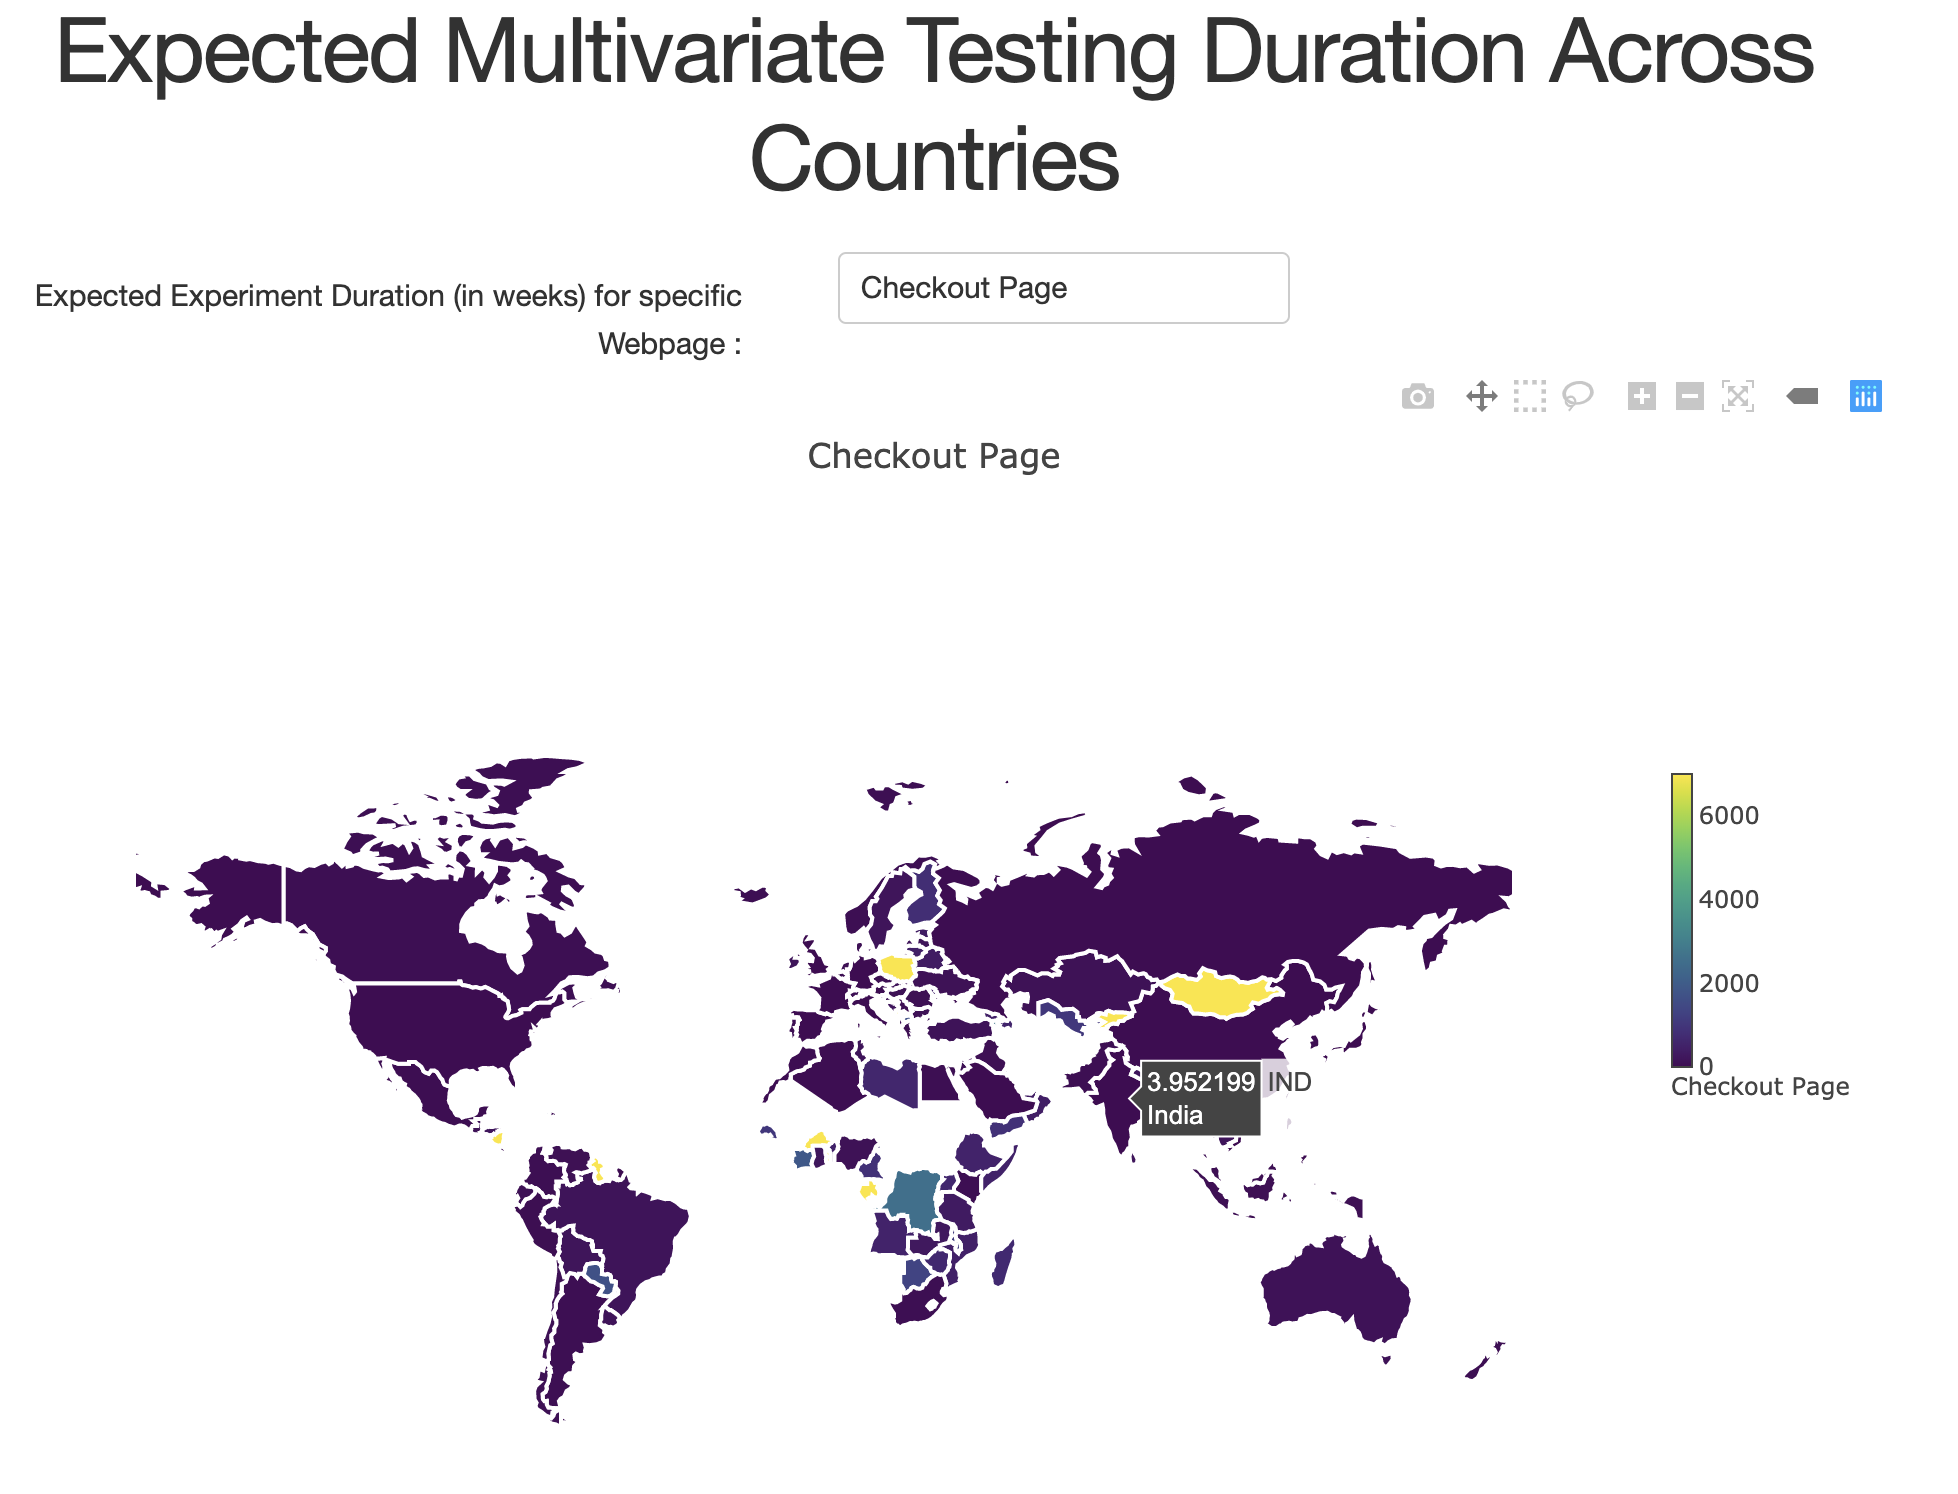 Expected Multivariate Testing Duration Across
Countries
Expected Experiment Duration (in weeks) for specific
Webpage :
Checkout Page
Checkout Page
6000
4000
2000
0
Checkout Page
3.952199
India
IND